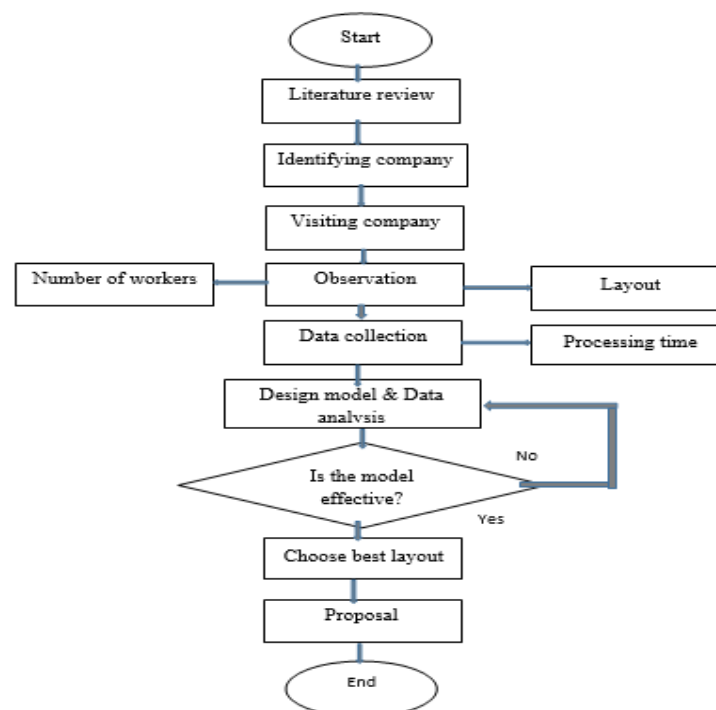 Start
Literature review
Identifying company
Visiting company
Number of workers
Observation
Layout
Data collection
Processing time
Design model & Data
analysis
No
Is the model
effective?
Yes
Choose best layout
Proposal
End